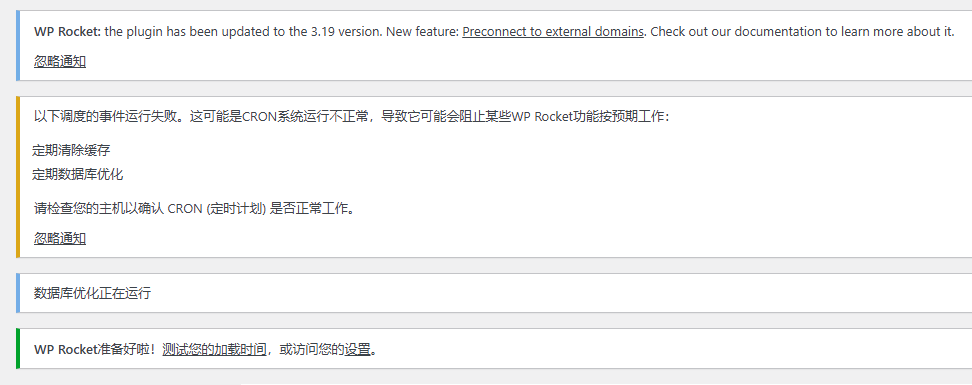 WP Rocket: the plugin has been updated to the 3.19 version. New feature: Preconnect to external domains. Check out our documentation to learn more about it.
忽略通知
以下调度的事件运行失败。这可能是CRON系统运行不正常，导致它可能会阻止某些WP Rocket功能按预期工作：
定期清除缓存
定期数据库优化
请检查您的主机以确认 CRON (定时计划) 是否正常工作。
忽略通知
数据库优化正在运行
WP Rocket准备好啦！测试您的加载时间，或访问您的设置。